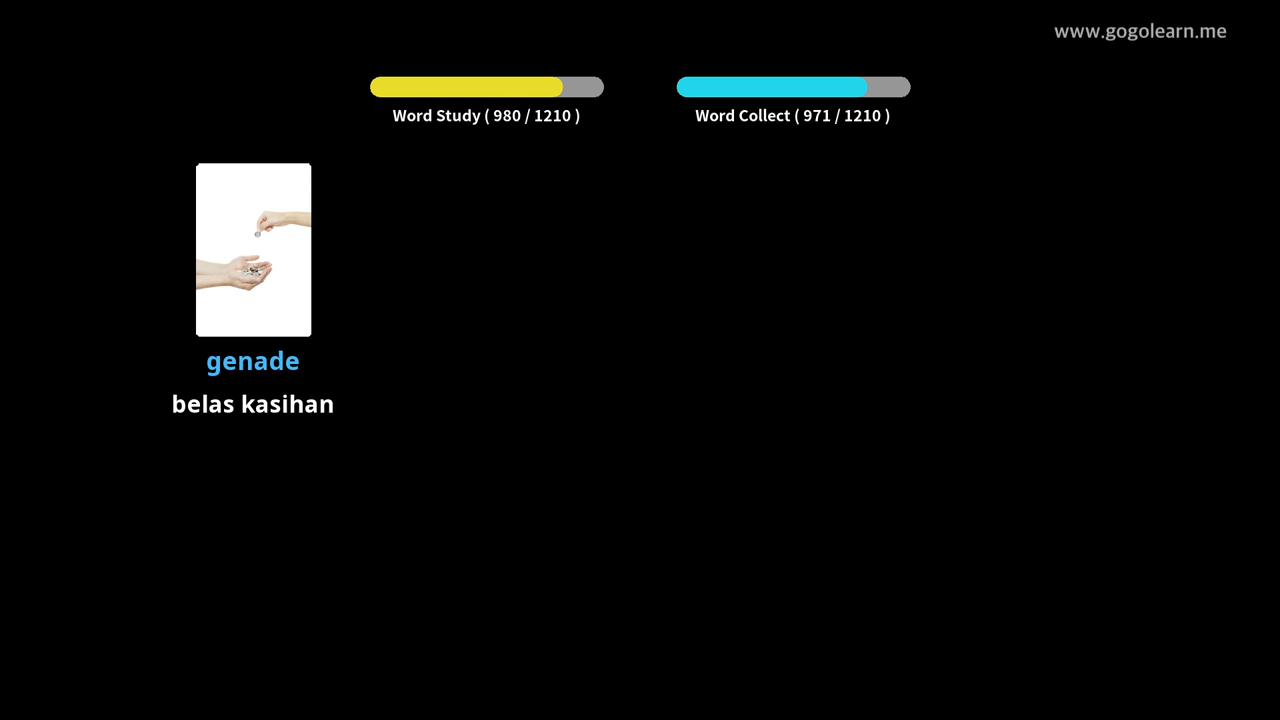 www.gogolearn.me
Word Study ( 980 / 1210 )
Word Collect ( 971 / 1210 )
genade
belas kasihan